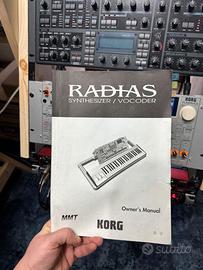 RADIAS
SYNTHESIZER / VOCODER
Owner's Manual
MMT
KORG
KORG
subito